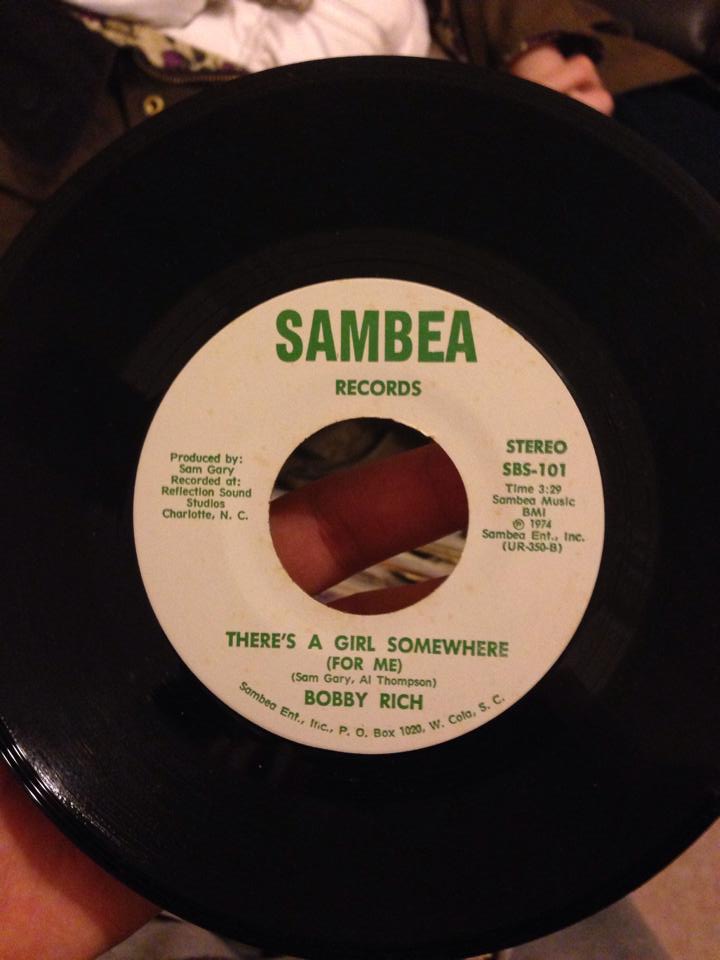 SAMBEA
RECORDS
Produced by:
Sam Gary
Recorded at:
Reflection Sound
Studios
Charlotte, N. C.
STEREO
SBS-101
Time 3:29
Sambea Music
BMI
℗ 1974
Sambea Ent., Inc.
(UR-350-B)
THERE'S A GIRL SOMEWHERE
(FOR ME)
(Sam Gary, Al Thompson)
BOBBY RICH
Sambea Ent., Inc., P. O. Box 1020, W. Cola, S. C.